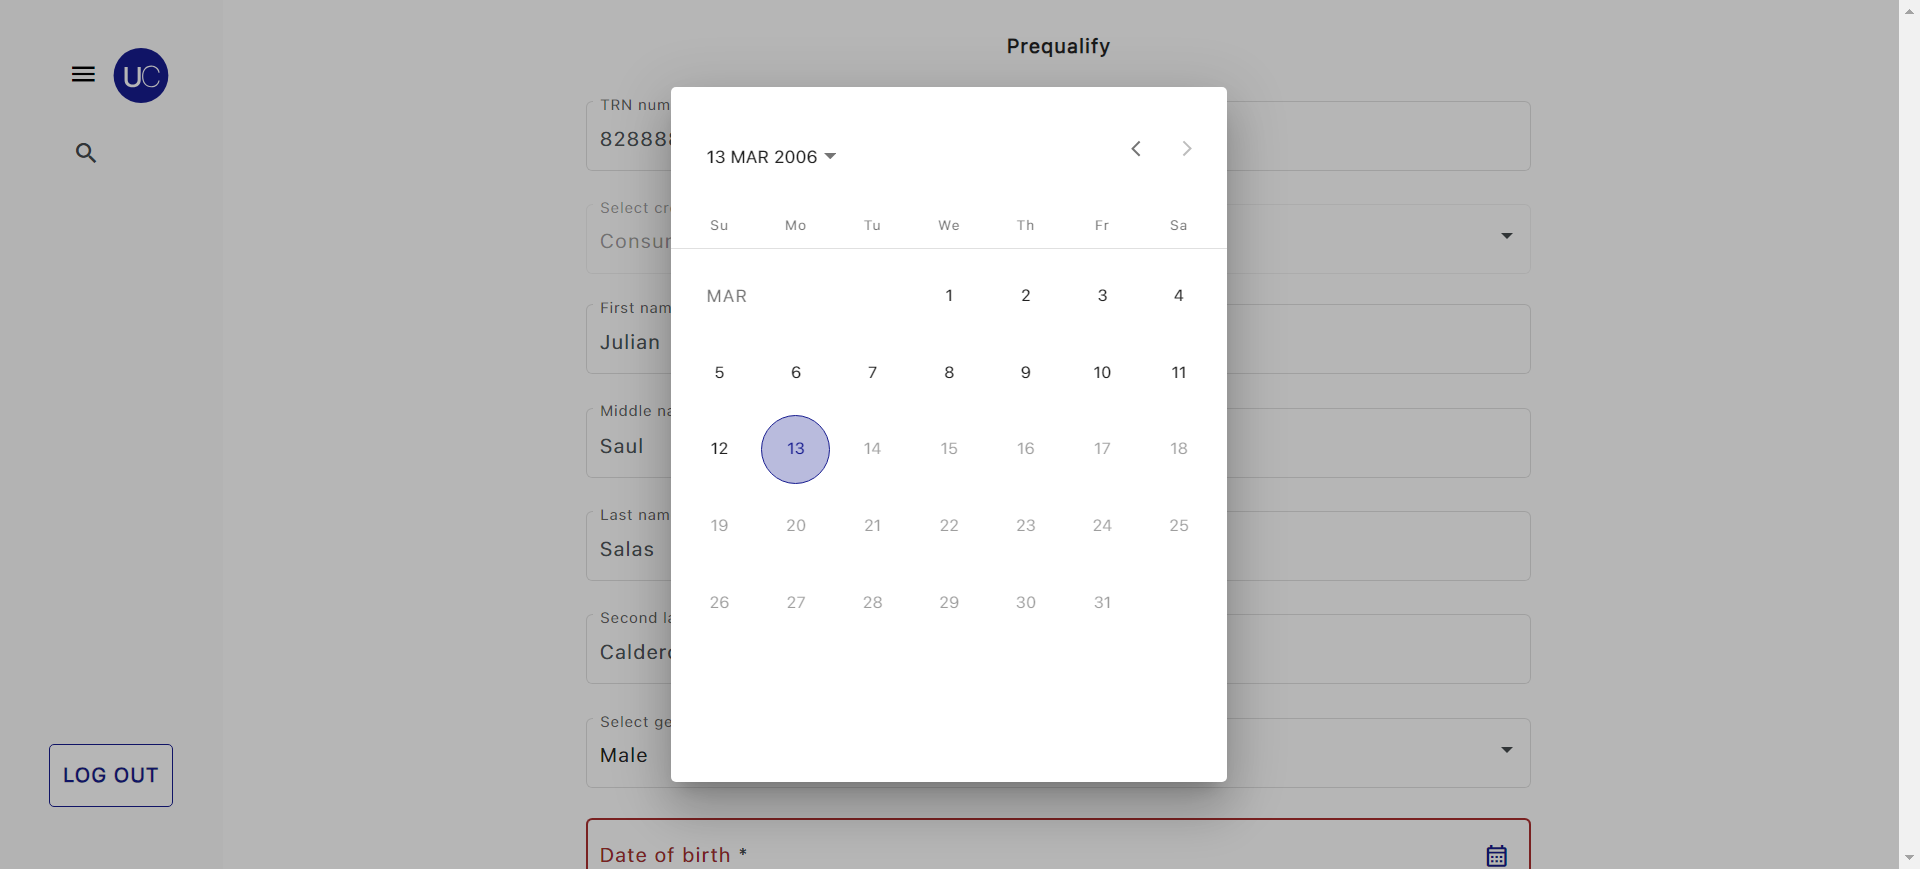 Prequalify
UC
TRN num
82888
Select cr
Consur
First nam
Julian
Middle na
Saul
Last nam
Salas
Second la
Calder
Select ge
Male
Date of birth *
LOG OUT
13 MAR 2006
Su Mo Tu We Th Fr Sa
MAR 1 2 3 4
5 6 7 8 9 10 11
12 13 14 15 16 17 18
19 20 21 22 23 24 25
26 27 28 29 30 31